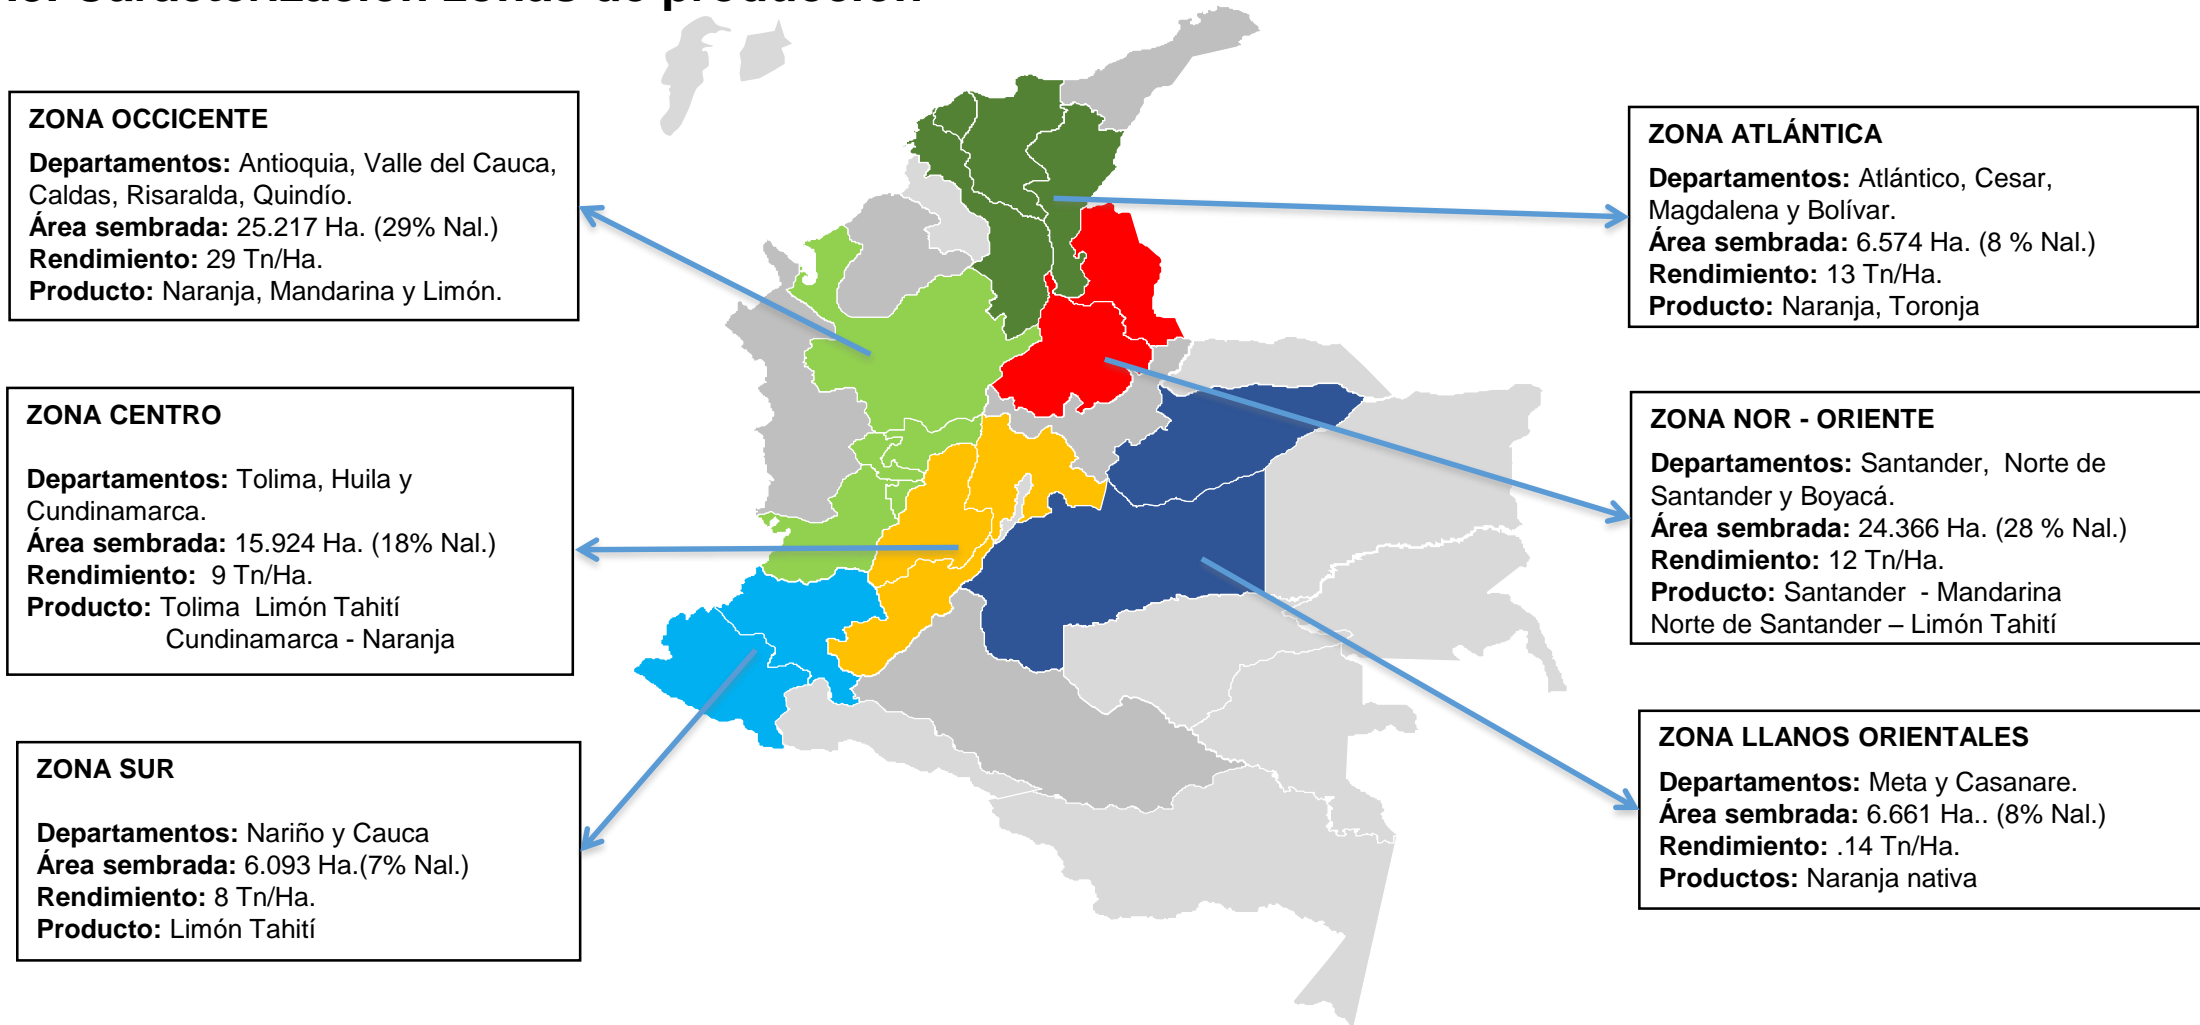 Caracterización zonas de producción
ZONA OCCICENTE
Departamentos: Antioquia, Valle del Cauca,
Caldas, Risaralda, Quindío.
Área sembrada: 25.217 Ha. (29% Nal.)
Rendimiento: 29 Tn/Ha.
Producto: Naranja, Mandarina y Limón.
ZONA CENTRO
Departamentos: Tolima, Huila y
Cundinamarca.
Área sembrada: 15.924 Ha. (18% Nal.)
Rendimiento: 9 Tn/Ha.
Producto: Tolima Limón Tahití
Cundinamarca - Naranja
ZONA SUR
Departamentos: Nariño y Cauca
Área sembrada: 6.093 Ha.(7% Nal.)
Rendimiento: 8 Tn/Ha.
Producto: Limón Tahití
ZONA ATLÁNTICA
Departamentos: Atlántico, Cesar,
Magdalena y Bolívar.
Área sembrada: 6.574 Ha. (8 % Nal.)
Rendimiento: 13 Tn/Ha.
Producto: Naranja, Toronja
ZONA NOR - ORIENTE
Departamentos: Santander, Norte de
Santander y Boyacá.
Área sembrada: 24.366 Ha. (28 % Nal.)
Rendimiento: 12 Tn/Ha.
Producto: Santander - Mandarina
Norte de Santander – Limón Tahití
ZONA LLANOS ORIENTALES
Departamentos: Meta y Casanare.
Área sembrada: 6.661 Ha.. (8% Nal.)
Rendimiento: .14 Tn/Ha.
Productos: Naranja nativa